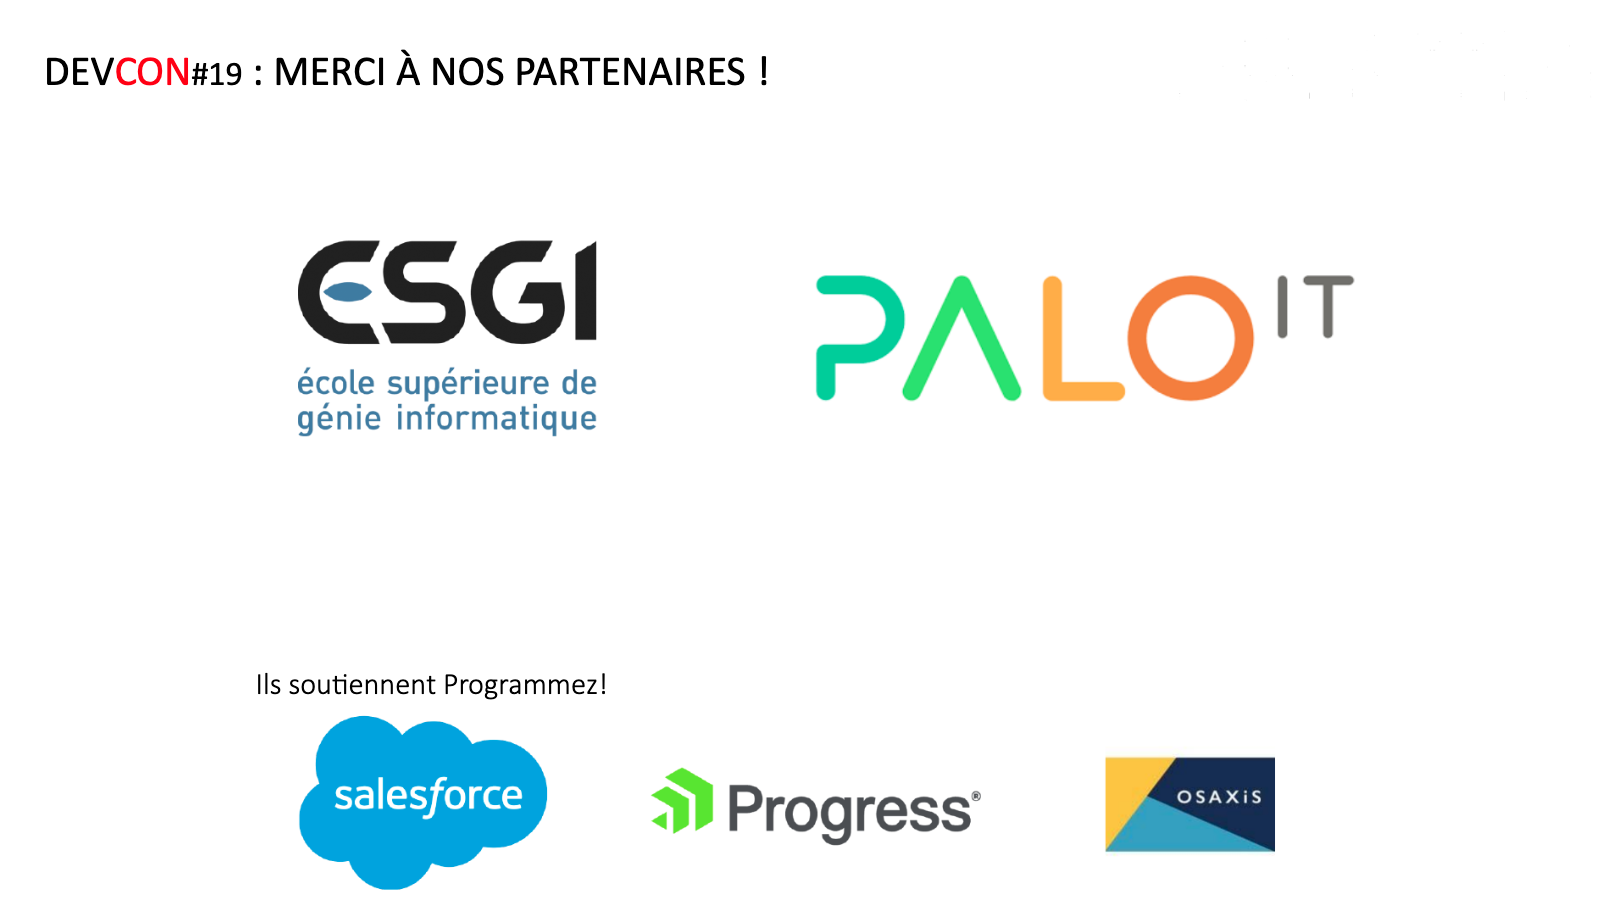 DEVCON#19 : MERCI À NOS PARTENAIRES !
ESGI
école supérieure de
génie informatique
PALO IT
Ils soutiennent Programmez!
salesforce
Progress®
OSAXiS